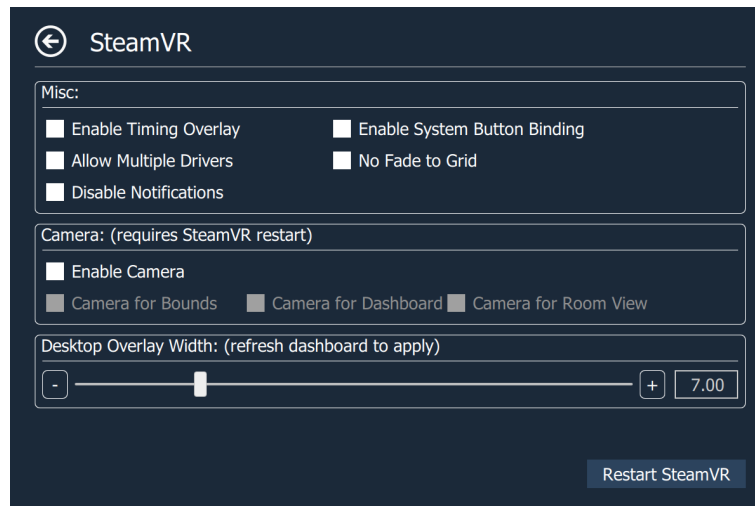 SteamVR
Misc:
Enable Timing Overlay Enable System Button Binding
Allow Multiple Drivers No Fade to Grid
Disable Notifications
Camera: (requires SteamVR restart)
Enable Camera
Camera for Bounds Camera for Dashboard Camera for Room View
Desktop Overlay Width: (refresh dashboard to apply)
- + 7.00
Restart SteamVR